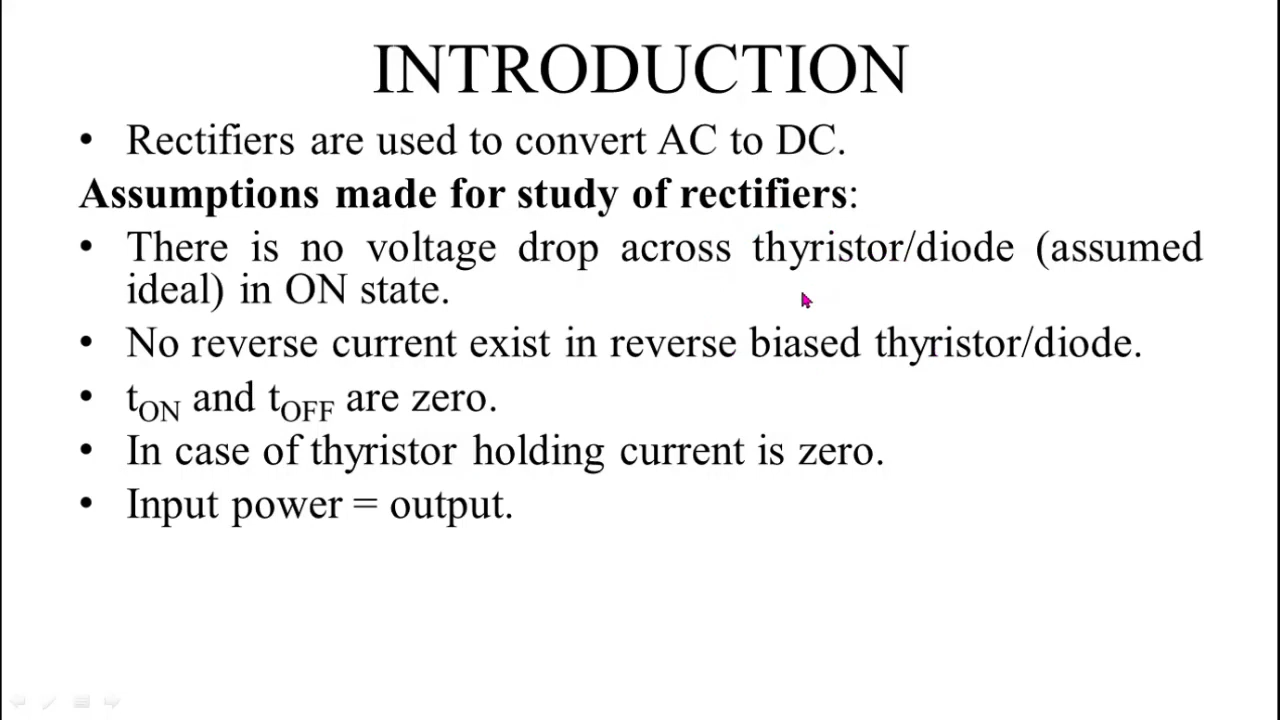 INTRODUCTION
• Rectifiers are used to convert AC to DC.
Assumptions made for study of rectifiers:
• There is no voltage drop across thyristor/diode (assumed
ideal) in ON state.
• No reverse current exist in reverse biased thyristor/diode.
• tON and tOFF are zero.
• In case of thyristor holding current is zero.
• Input power = output.